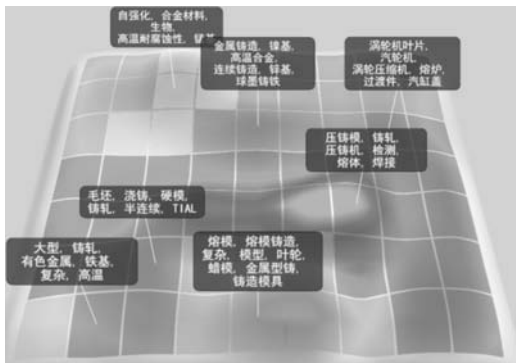 自强化, 合金材料,
生物,
高温耐腐蚀性, 锰基
金属铸造, 镍基,
高温合金,
连续铸造, 锌基,
球墨铸铁
涡轮机叶片,
汽轮机,
涡轮压缩机, 熔炉,
过渡件, 汽缸盖
压铸模, 铸轧,
压铸机, 检测,
熔体, 焊接
毛坯, 浇铸, 硬模,
铸轧, 半连续, TIAL
熔模, 熔模铸造,
复杂, 模型, 叶轮,
蜡模, 金属型铸,
铸造模具
大型, 铸轧,
有色金属, 铁基,
复杂, 高温